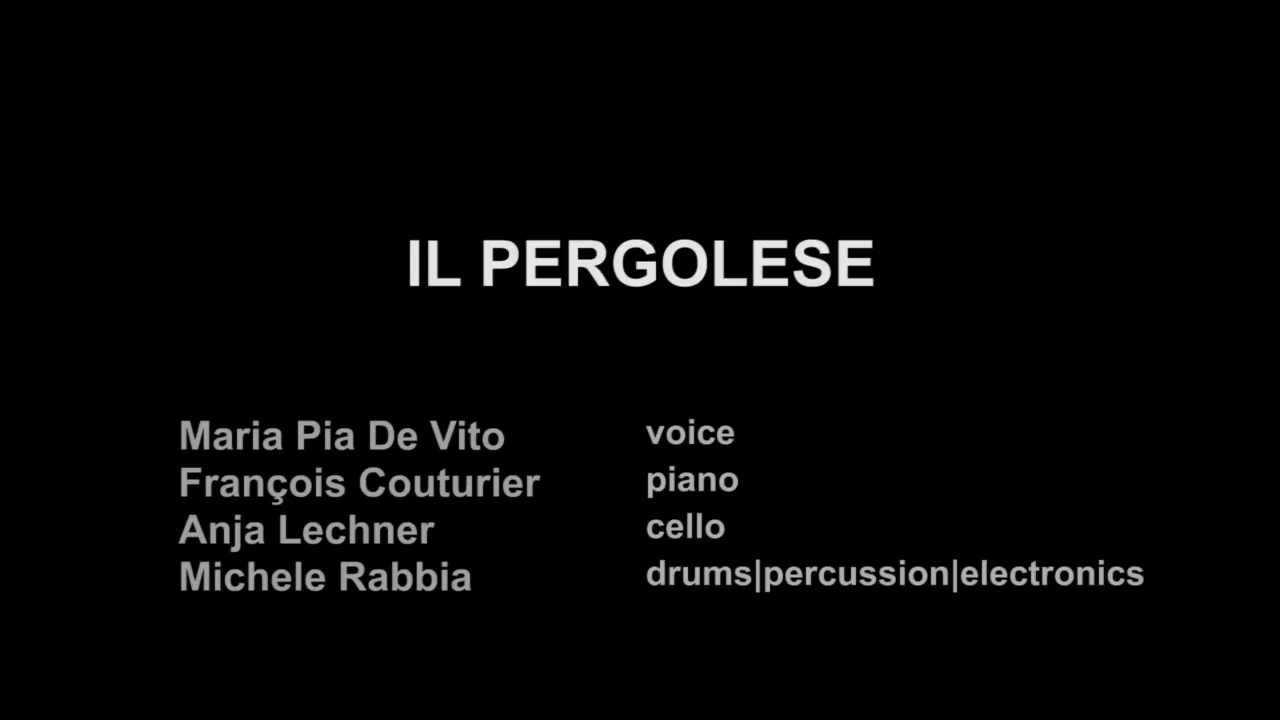 IL PERGOLESE
Maria Pia De Vito voice
François Couturier piano
Anja Lechner cello
Michele Rabbia drums|percussion|electronics